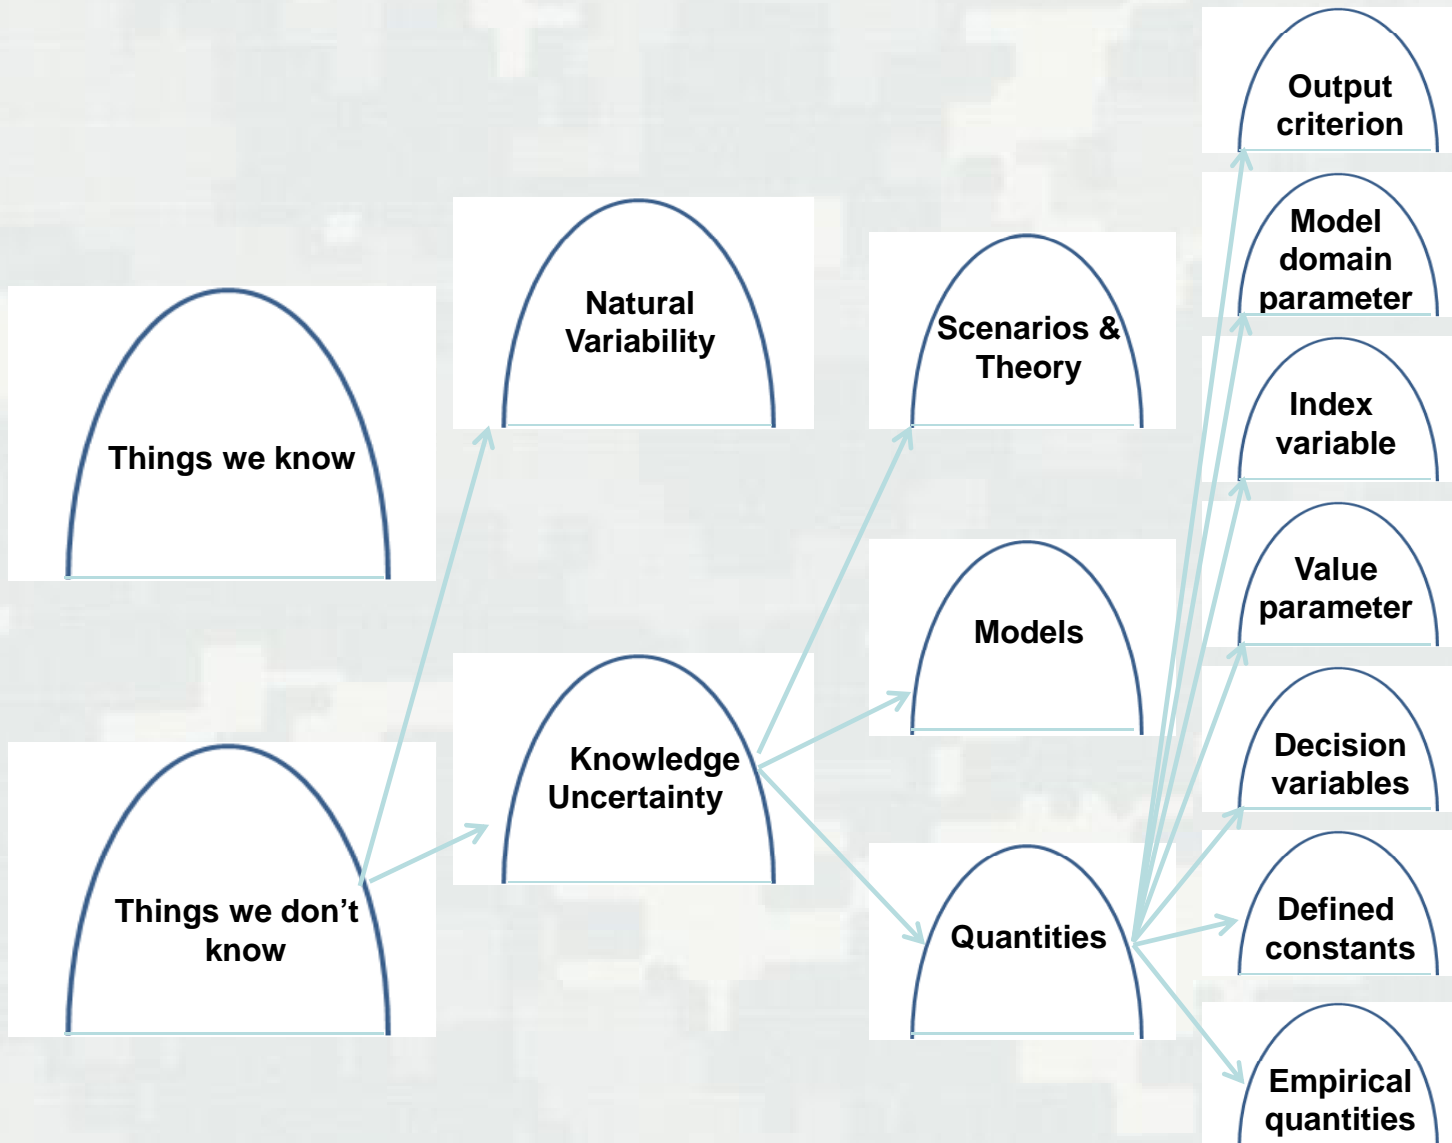 Things we know
Things we don’t
know
Natural
Variability
Knowledge
Uncertainty
Scenarios &
Theory
Models
Quantities
Output
criterion
Model
domain
parameter
Index
variable
Value
parameter
Decision
variables
Defined
constants
Empirical
quantities